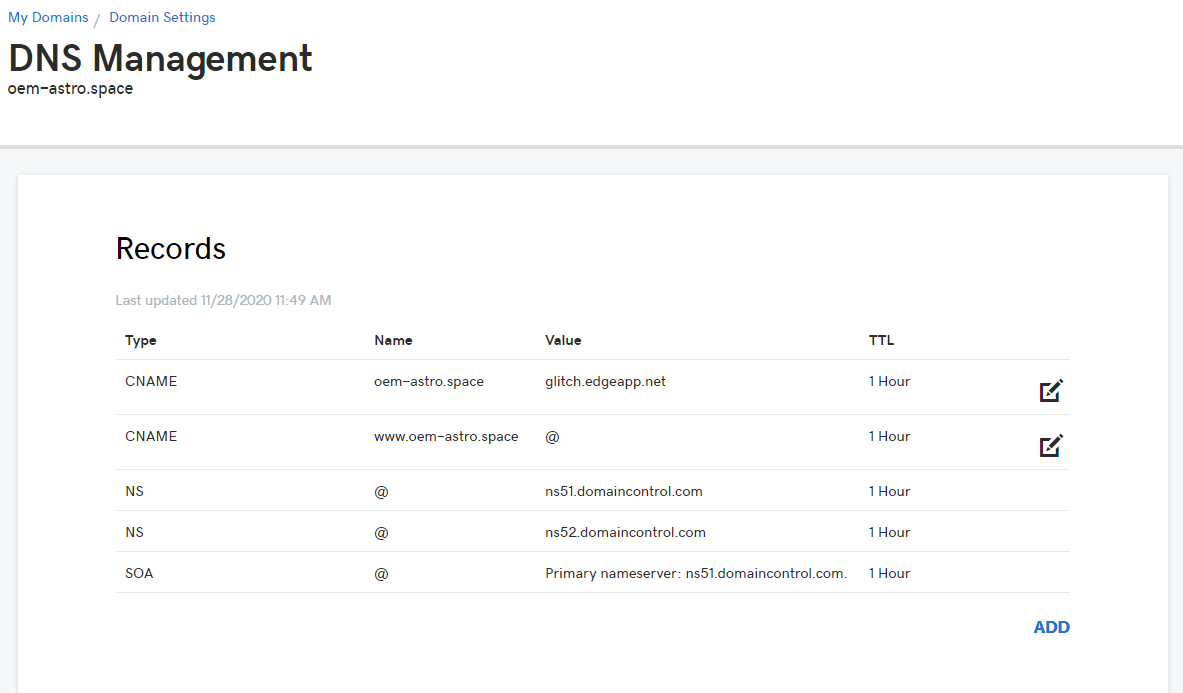 My Domains / Domain Settings
DNS Management
oem-astro.space
Records
Last updated 11/28/2020 11:49 AM
Type Name Value TTL
CNAME oem-astro.space glitch.edgeapp.net 1 Hour
CNAME www.oem-astro.space @ 1 Hour
NS @ ns51.domaincontrol.com 1 Hour
NS @ ns52.domaincontrol.com 1 Hour
SOA @ Primary nameserver: ns51.domaincontrol.com. 1 Hour
ADD